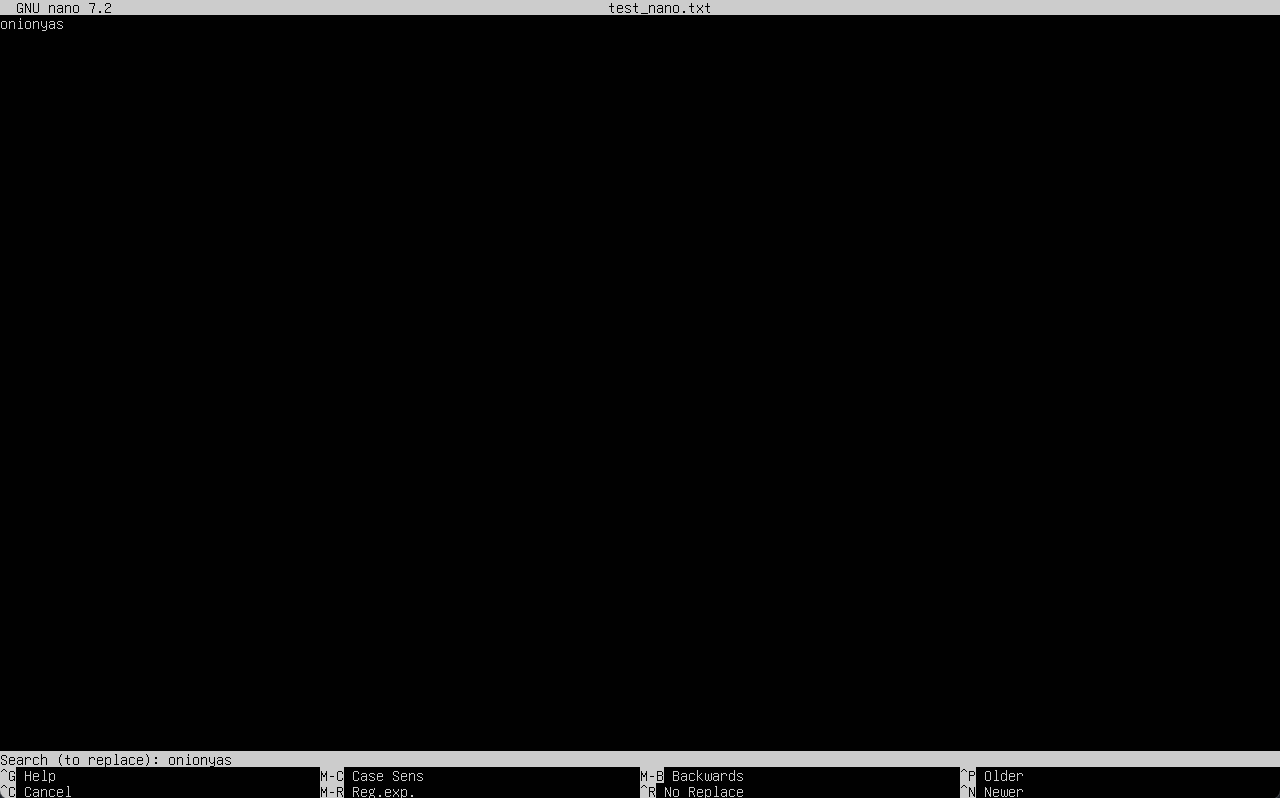 GNU nano 7.2 test_nano.txt
onionyas
Search (to replace): onionyas
^G Help M-C Case Sens M-B Backwards ^P Older
^C Cancel M-R Reg.exp. ^R No Replace ^N Newer